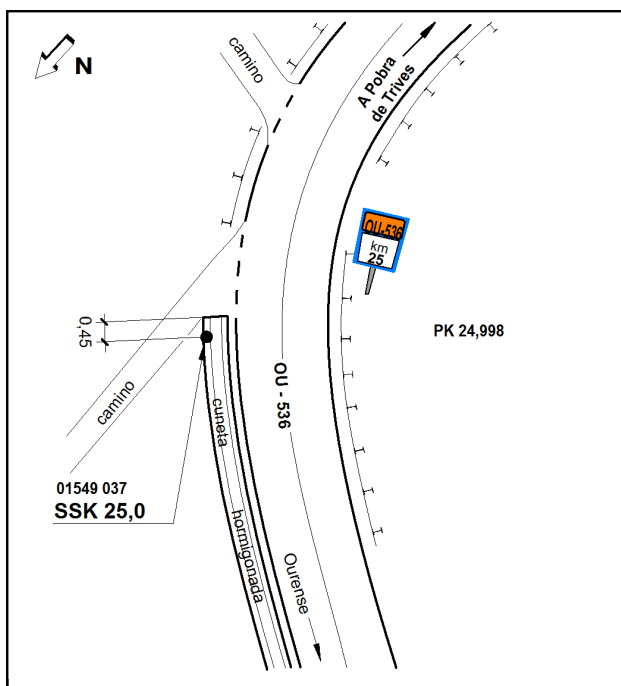 N
camino
A Pobra
de Trives
OU-536
km
25
PK 24,998
0,45
camino
cuneta
hormigonada
OU - 536
01549 037
SSK 25,0
Ourense